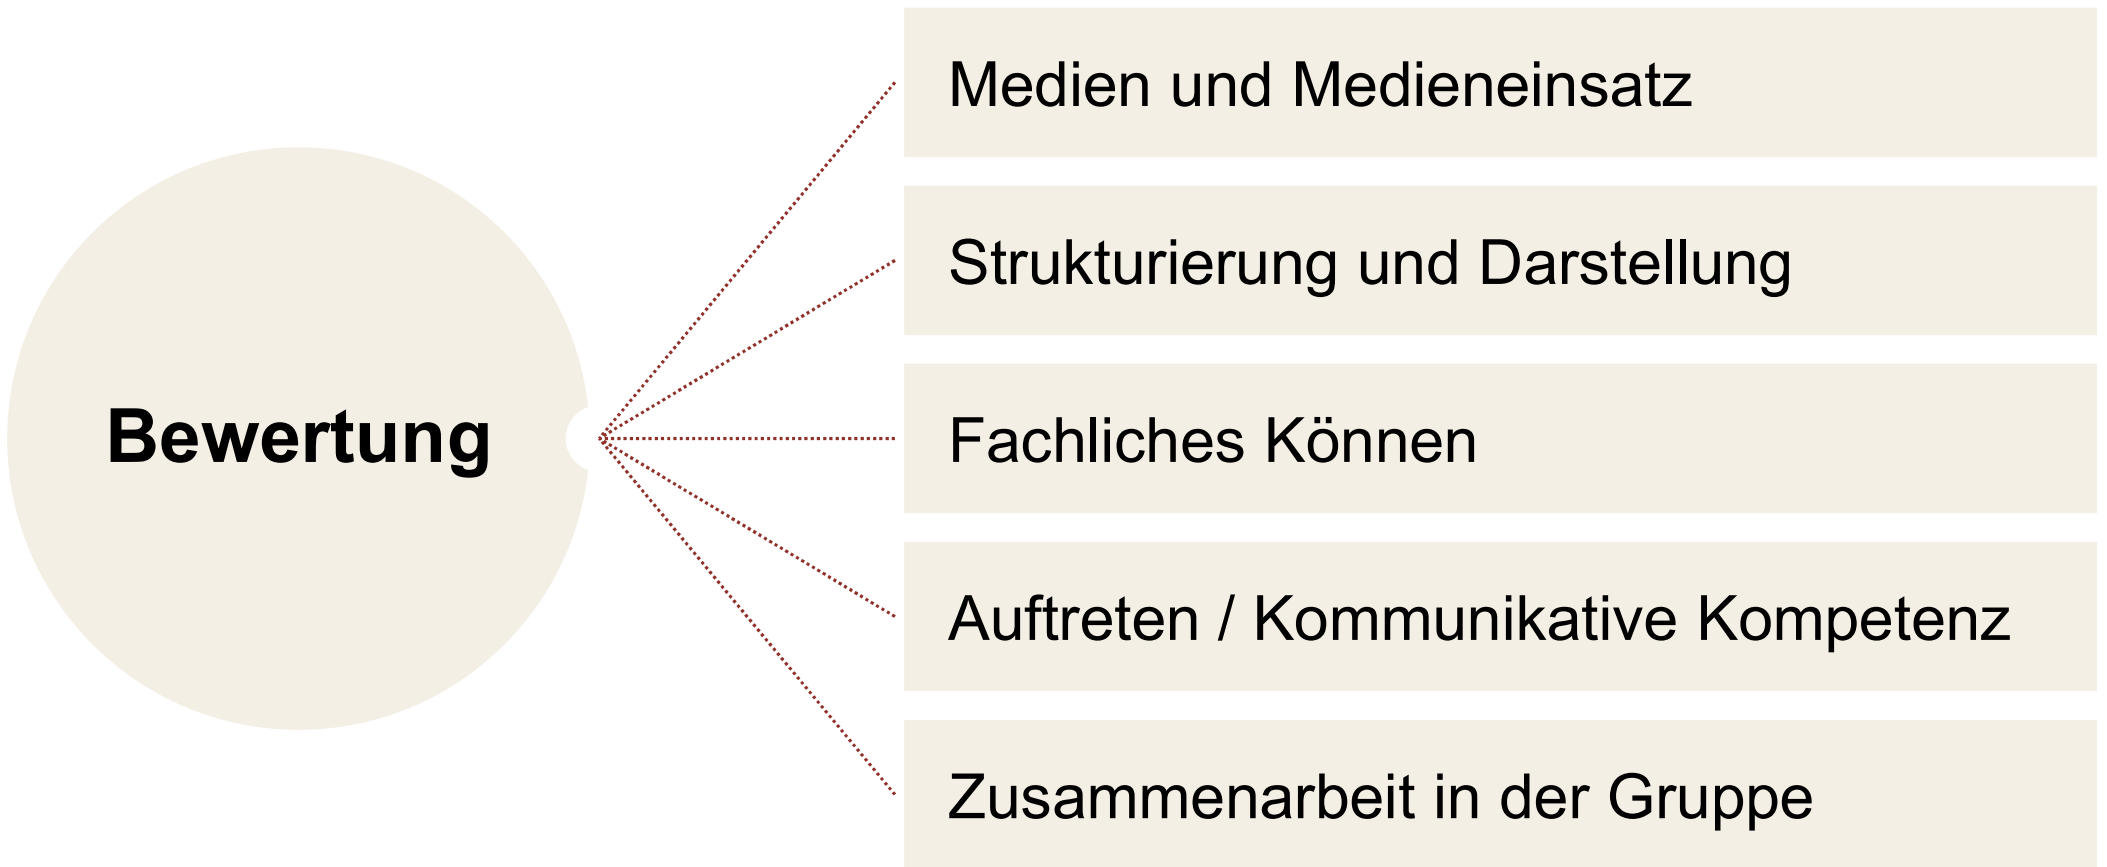 Bewertung
Medien und Medieneinsatz
Strukturierung und Darstellung
Fachliches Können
Auftreten / Kommunikative Kompetenz
Zusammenarbeit in der Gruppe